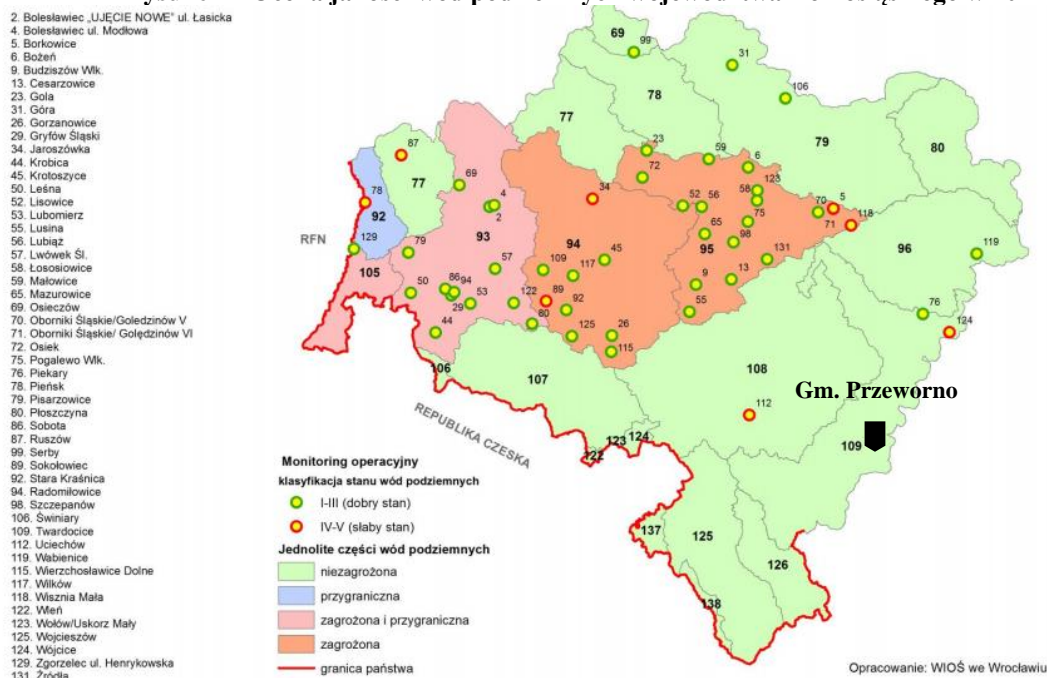 2. Bolesławiec „UJĘCIE NOWE" ul. Łasicka
4. Bolesławiec ul. Modłowa
5. Borkowice
6. Bożeń
9. Budziszów Wlk.
13. Cesarzowice
23. Gola
31. Góra
26. Gorzanowice
29. Gryfów Śląski
34. Jaroszówka
44. Krobica
45. Krotoszyce
50. Leśna
52. Lisowice
53. Lubomierz
55. Lusina
56. Lubiąż
57. Lwówek Śl.
58. Łososiowice
59. Małowice
65. Mazurowice
69. Osieczów
70. Oborniki Śląskie/Goledzinów V
71. Oborniki Śląskie/ Golędzinów VI
72. Osiek
75. Pogalewo Wlk.
76. Piekary
78. Pieńsk
79. Pisarzowice
80. Płoszczyna
86. Sobota
87. Ruszów
99. Serby
89. Sokołowiec
92. Stara Kraśnica
94. Radomiłowice
98. Szczepanów
106. Świniary
109. Twardocice
112. Uciechów
119. Wabienice
115. Wierzchosławice Dolne
117. Wilków
118. Wisznia Mała
122. Wleń
123. Wołów/Uskorz Mały
125. Wojcieszów
124. Wójcice
129. Zgorzelec ul. Henrykowska
131. Źródła
69
99
31
106
78
77
79
80
87
77
23
59
6
72
123
58
69
34
78
92
4
2
52
56
70
5
118
71
75
65
98
96
RFN
129
93
94
95
119
79
45
131
105
57
109
117
9
13
50
86
94
53
122
89
92
55
76
29
80
124
44
125
26
115
106
107
108
Gm. Przeworno
112
109
REPUBLIKA CZESKA
122
123
124
137
125
126
138
Monitoring operacyjny
klasyfikacja stanu wód podziemnych
I-III (dobry stan)
IV-V (słaby stan)
Jednolite części wód podziemnych
niezagrożona
przygraniczna
zagrożona i przygraniczna
zagrożona
granica państwa
Opracowanie: WIOŚ we Wrocławiu